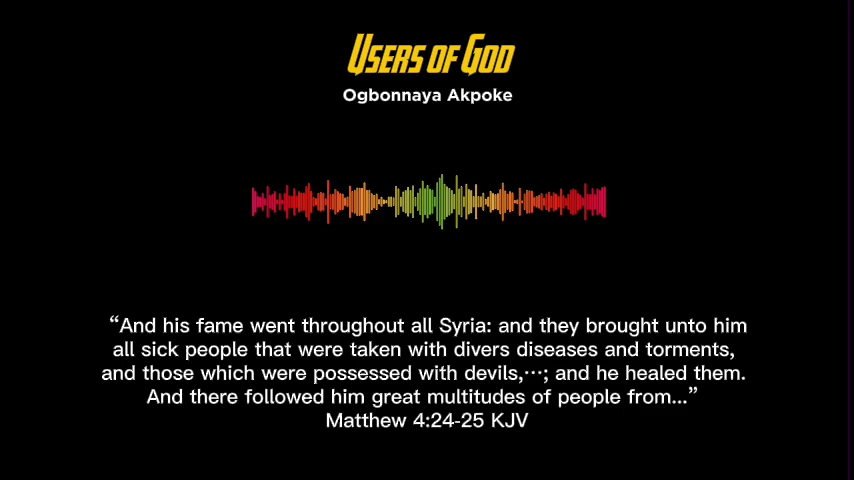 USERS OF GOD
Ogbonnaya Akpoke
“And his fame went throughout all Syria: and they brought unto him
all sick people that were taken with divers diseases and torments,
and those which were possessed with devils,…; and he healed them.
And there followed him great multitudes of people from...”
Matthew 4:24-25 KJV